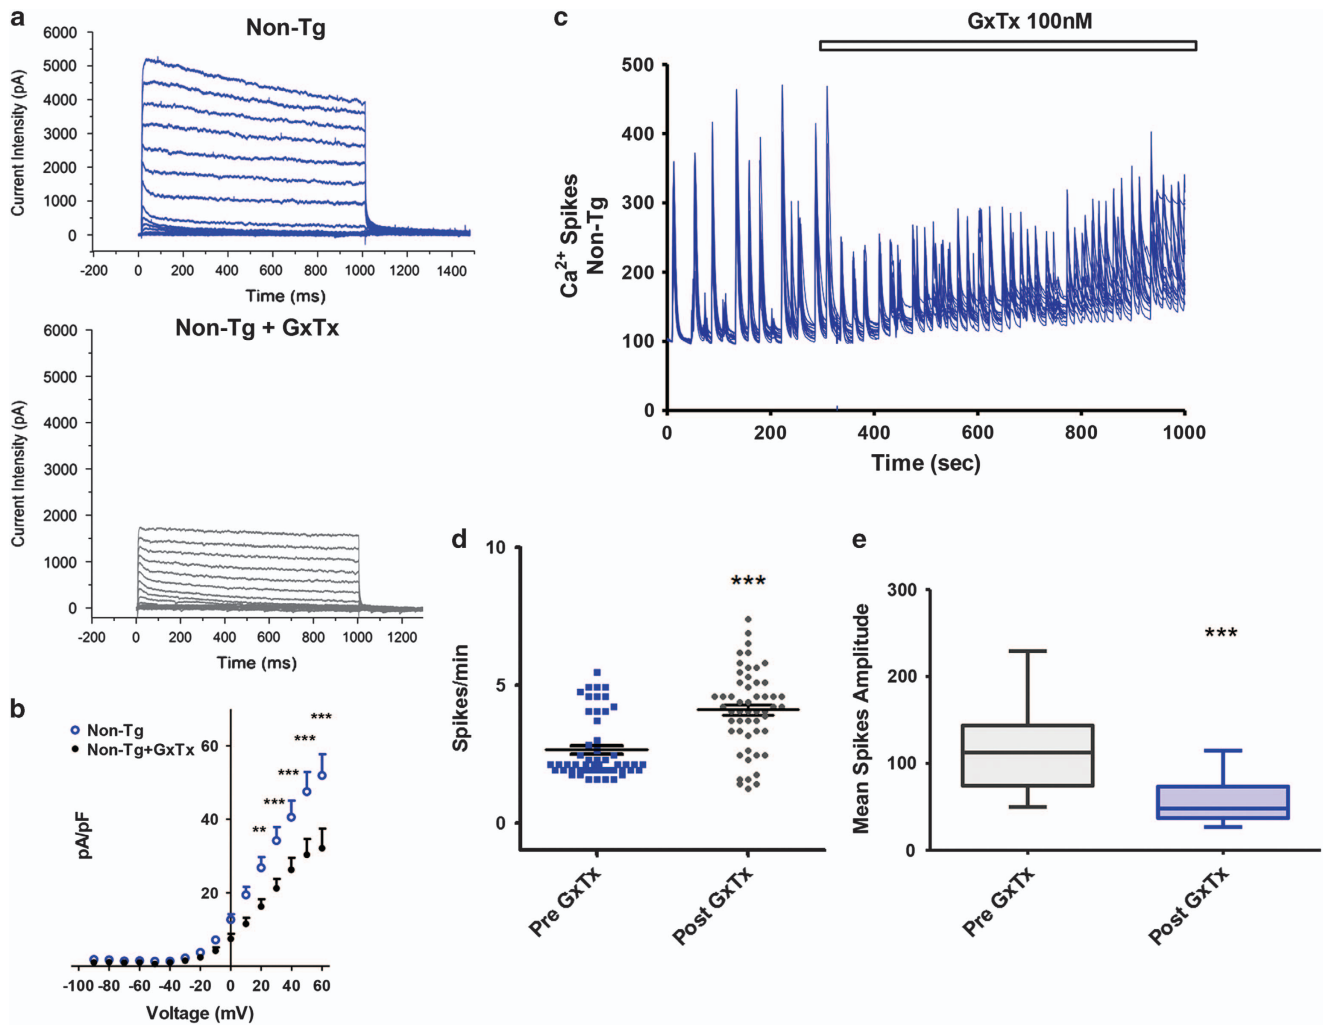 a
Non-Tg
6000
5000
4000
3000
2000
1000
0
Current Intensity (pA)
-200 0 200 400 600 800 1000 1200 1400
Time (ms)
Non-Tg + GxTx
6000
5000
4000
3000
2000
1000
0
Current Intensity (pA)
-200 0 200 400 600 800 1000 1200
Time (ms)
b
Non-Tg
Non-Tg+GxTx
pA/pF
60
40
20
***
***
***
***
**
-100 -80 -60 -40 -20 0 20 40 60
Voltage (mV)
c
GxTx 100nM
500
400
300
200
100
0
Ca2+ Spikes
Non-Tg
0 200 400 600 800 1000
Time (sec)
d
10
5
0
Spikes/min
***
Pre GxTx
Post GxTx
e
300
200
100
0
Mean Spikes Amplitude
***
Pre GxTx
Post GxTx